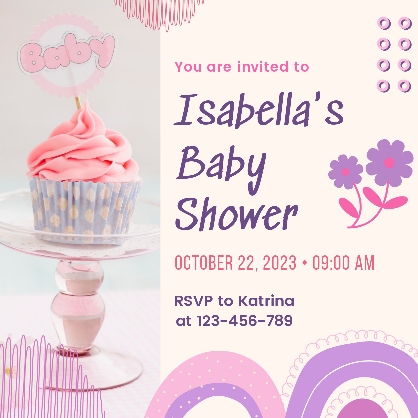 Baby
You are invited to
Isabella's
Baby
Shower
OCTOBER 22, 2023 • 09:00 AM
RSVP to Katrina
at 123-456-789